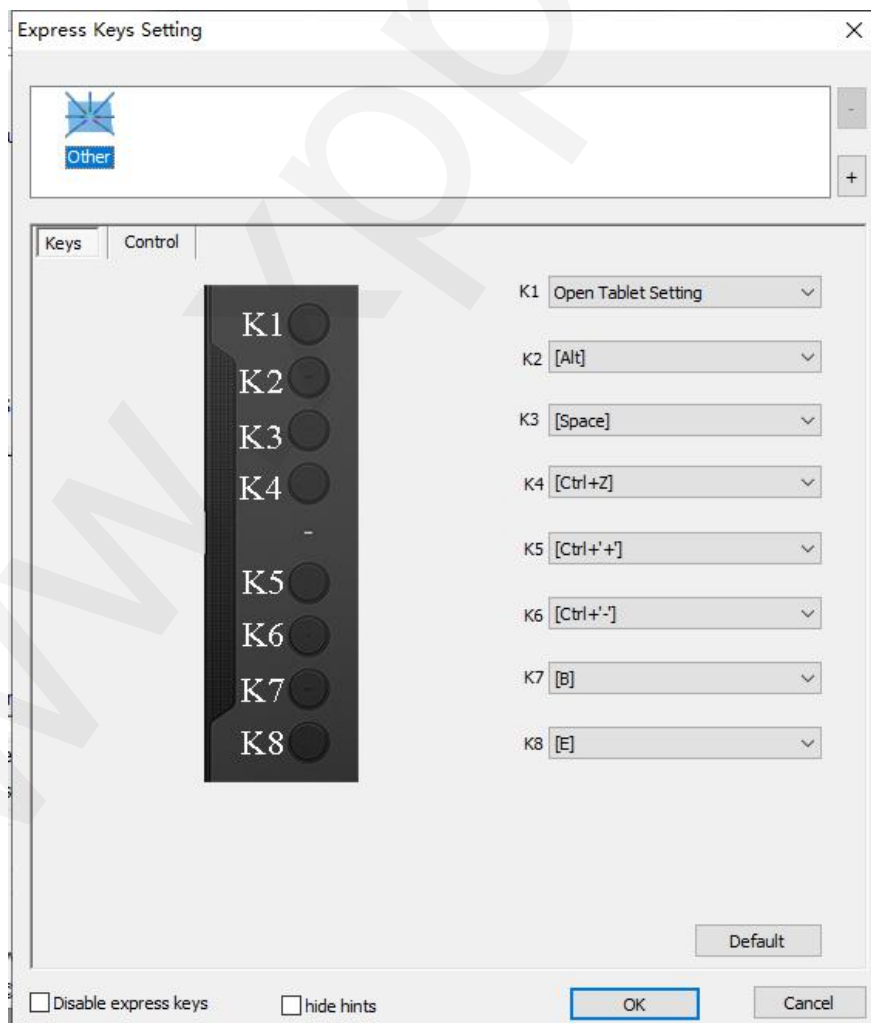 Express Keys Setting
Other
-
+
Keys
Control
K1
K2
K3
K4
K5
K6
K7
K8
K1 Open Tablet Setting
K2 [Alt]
K3 [Space]
K4 [Ctrl+Z]
K5 [Ctrl+'+']
K6 [Ctrl+'-']
K7 [B]
K8 [E]
Default
Disable express keys
hide hints
OK
Cancel